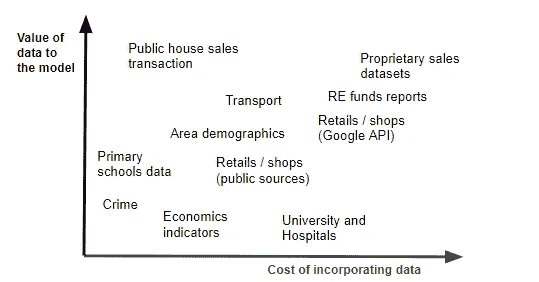 Value of
data to
the model
Public house sales
transaction
Proprietary sales
datasets
Transport
RE funds reports
Retails / shops
(Google API)
Area demographics
Primary
schools data
Retails / shops
(public sources)
Crime
Economics
indicators
University and
Hospitals
Cost of incorporating data